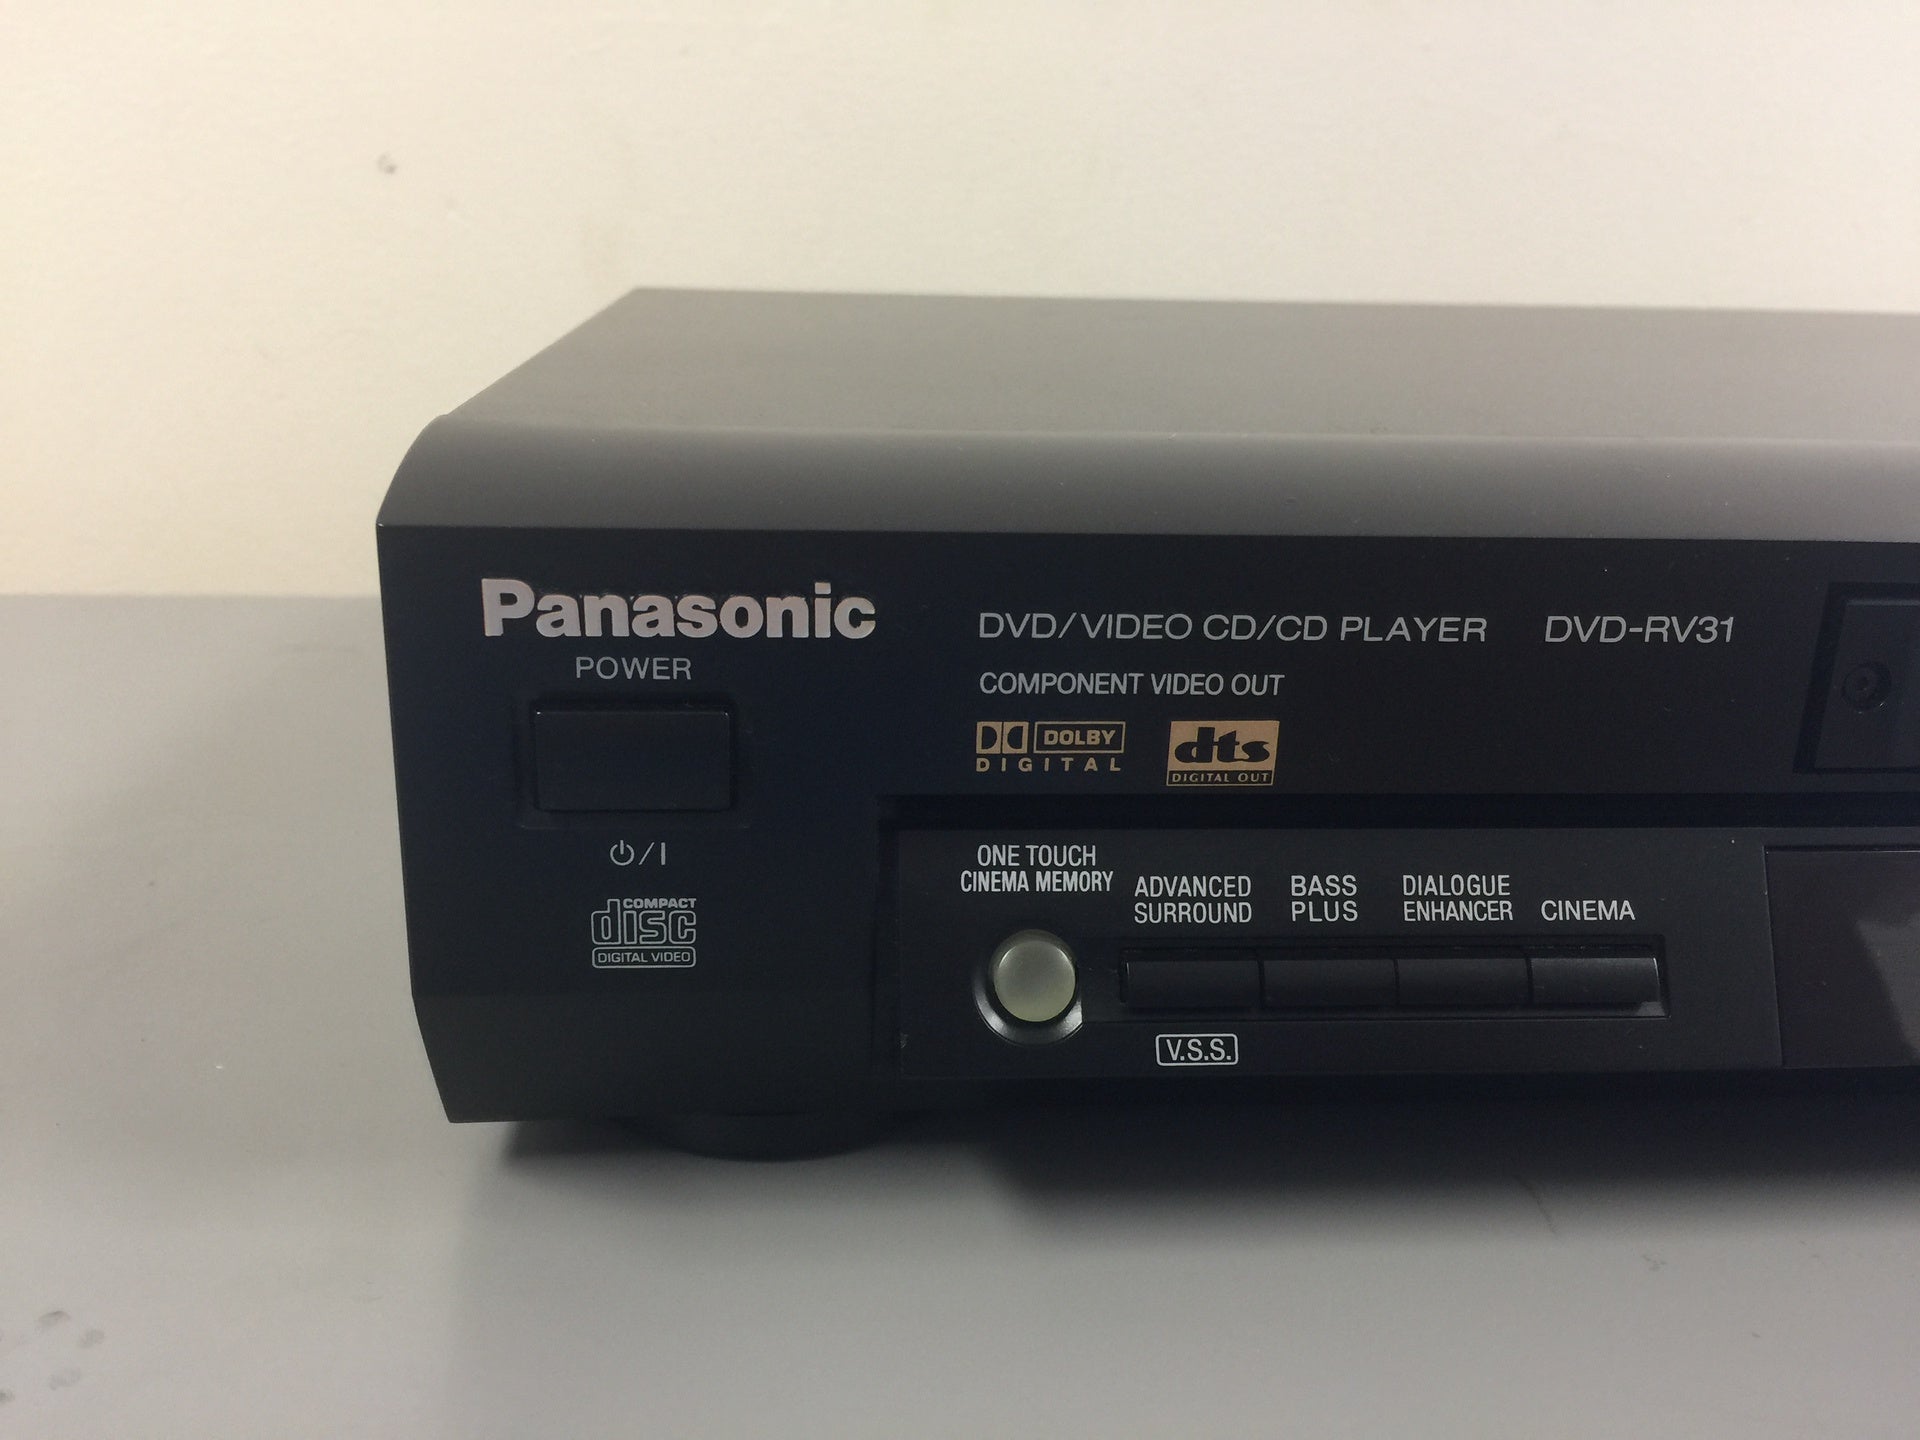 Panasonic
POWER
⏻/I
COMPACT
disc
DIGITAL VIDEO
DVD/VIDEO CD/CD PLAYER DVD-RV31
COMPONENT VIDEO OUT
DOLBY
DIGITAL
dts
DIGITAL OUT
ONE TOUCH
CINEMA MEMORY
ADVANCED
SURROUND
BASS
PLUS
DIALOGUE
ENHANCER
CINEMA
V.S.S.